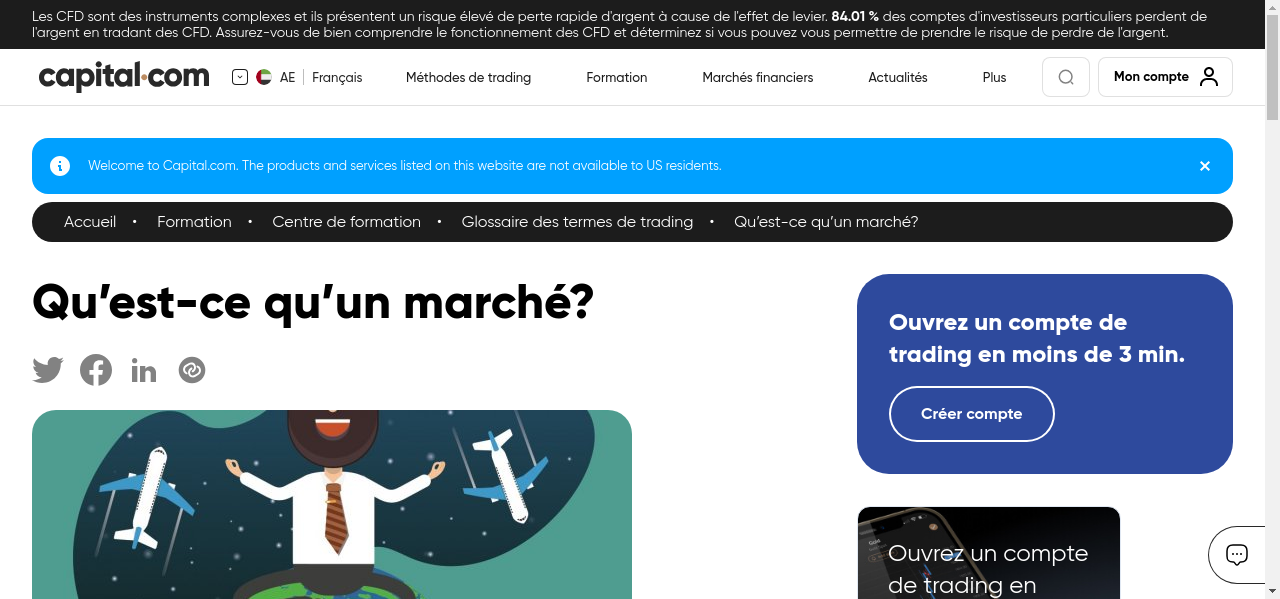 Les CFD sont des instruments complexes et ils présentent un risque élevé de perte rapide d'argent à cause de l'effet de levier. 84.01 % des comptes d'investisseurs particuliers perdent de
l'argent en tradant des CFD. Assurez-vous de bien comprendre le fonctionnement des CFD et déterminez si vous pouvez vous permettre de prendre le risque de perdre de l'argent.
capital.com AE Français Méthodes de trading Formation Marchés financiers Actualités Plus Mon compte
Welcome to Capital.com. The products and services listed on this website are not available to US residents.
Accueil • Formation • Centre de formation • Glossaire des termes de trading • Qu’est-ce qu’un marché?
Qu’est-ce qu’un marché?
Ouvrez un compte de
trading en moins de 3 min.
Créer compte
Ouvrez un compte
de trading en